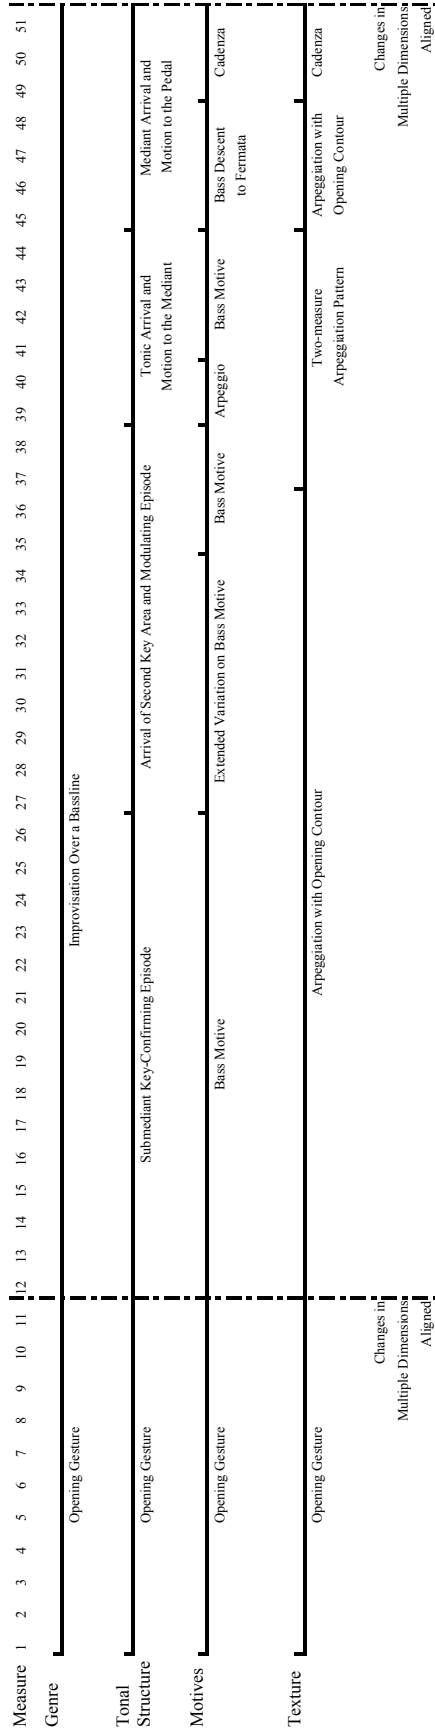 Measure 1 2 3 4 5 6 7 8 9 10 11 12 13 14 15 16 17 18 19 20 21 22 23 24 25 26 27 28 29 30 31 32 33 34 35 36 37 38 39 40 41 42 43 44 45 46 47 48 49 50 51
Genre
Opening Gesture Improvisation Over a Bassline
Tonal
Structure Opening Gesture Submediant Key-Confirming Episode Arrival of Second Key Area and Modulating Episode Tonic Arrival and Mediant Arrival and
Motion to the Mediant Motion to the Pedal
Motives
Opening Gesture Bass Motive Extended Variation on Bass Motive Bass Motive Arpeggio Bass Motive Bass Descent Cadenza
to Fermata
Texture
Opening Gesture Arpeggiation with Opening Contour Two-measure Arpeggiation with Cadenza
Arpeggiation Pattern Opening Contour
Changes in Changes in
Multiple Dimensions Multiple Dimensions
Aligned Aligned